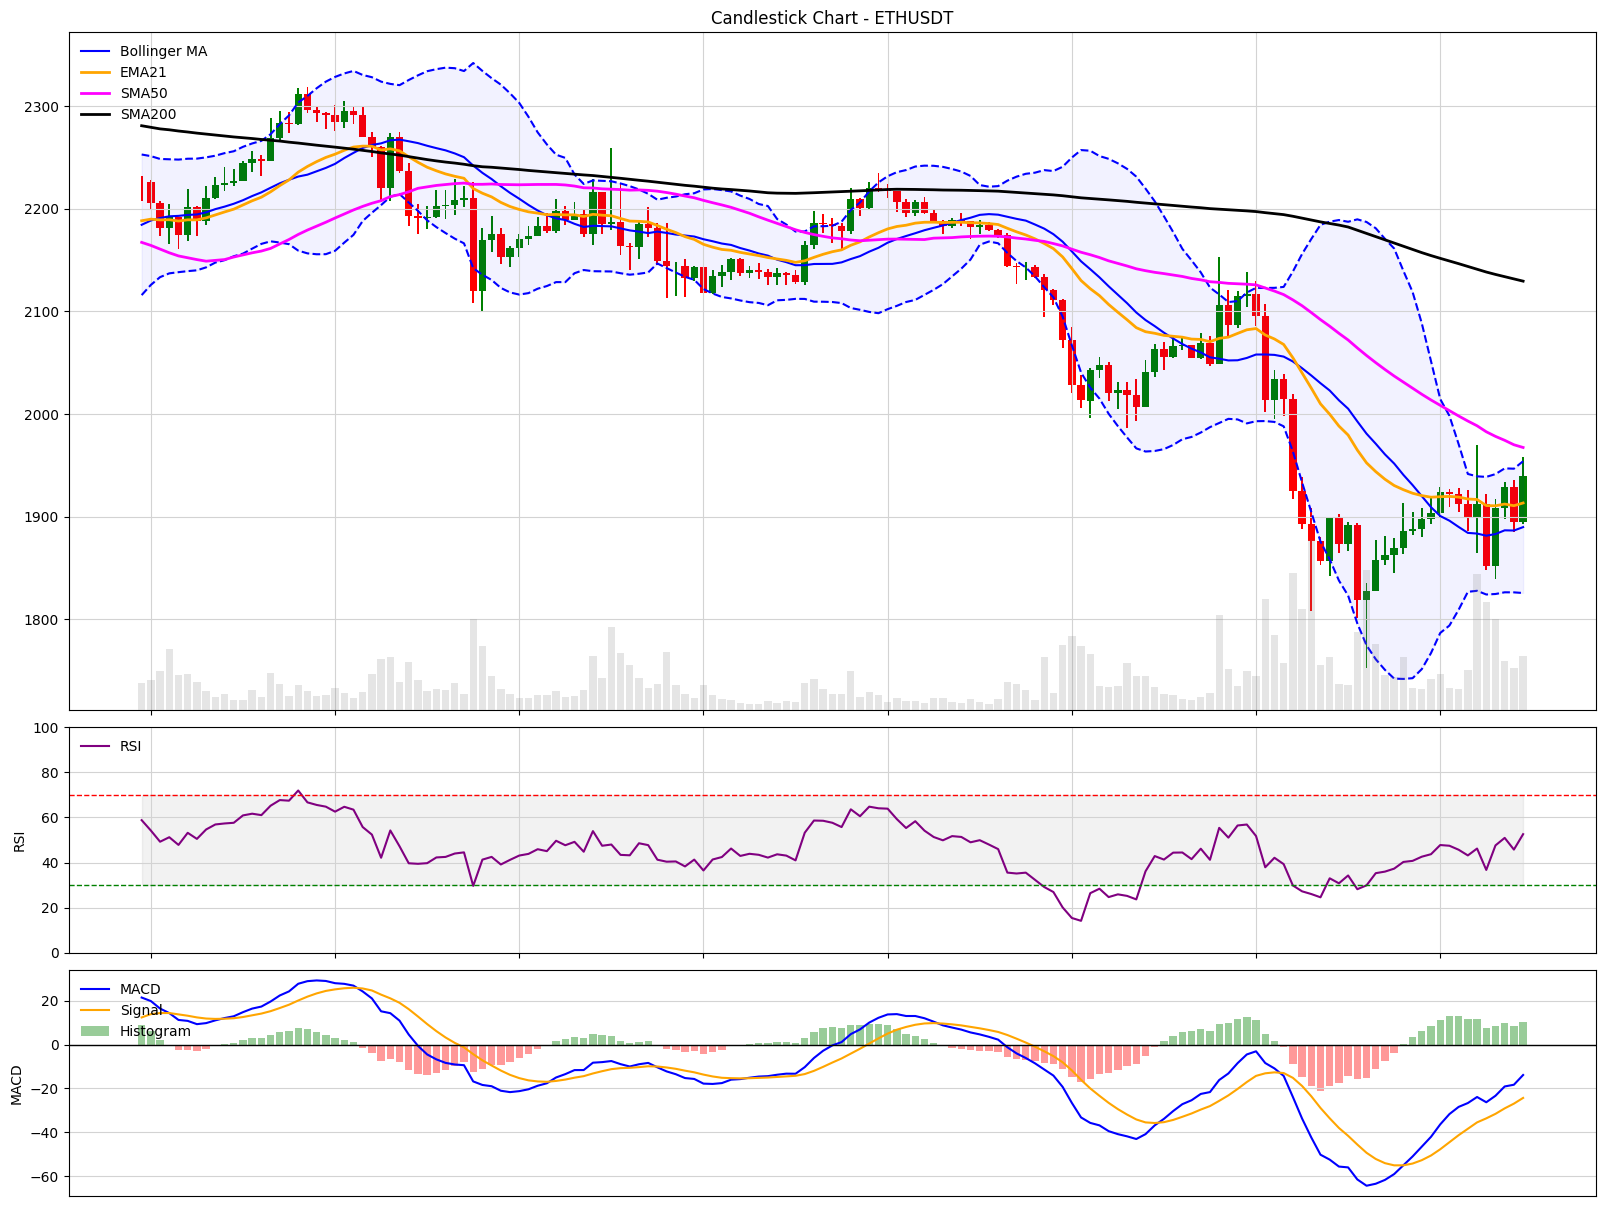 Candlestick Chart - ETHUSDT
Bollinger MA
EMA21
SMA50
SMA200
2300
2200
2100
2000
1900
1800
RSI
100
80
60
40
20
0
RSI
MACD
Signal
Histogram
20
0
−20
−40
−60
MACD